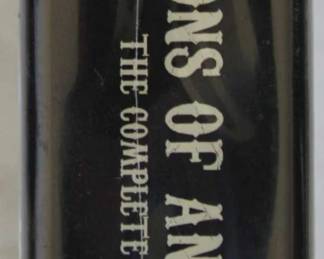 ONS OF AN
THE COMPLETE